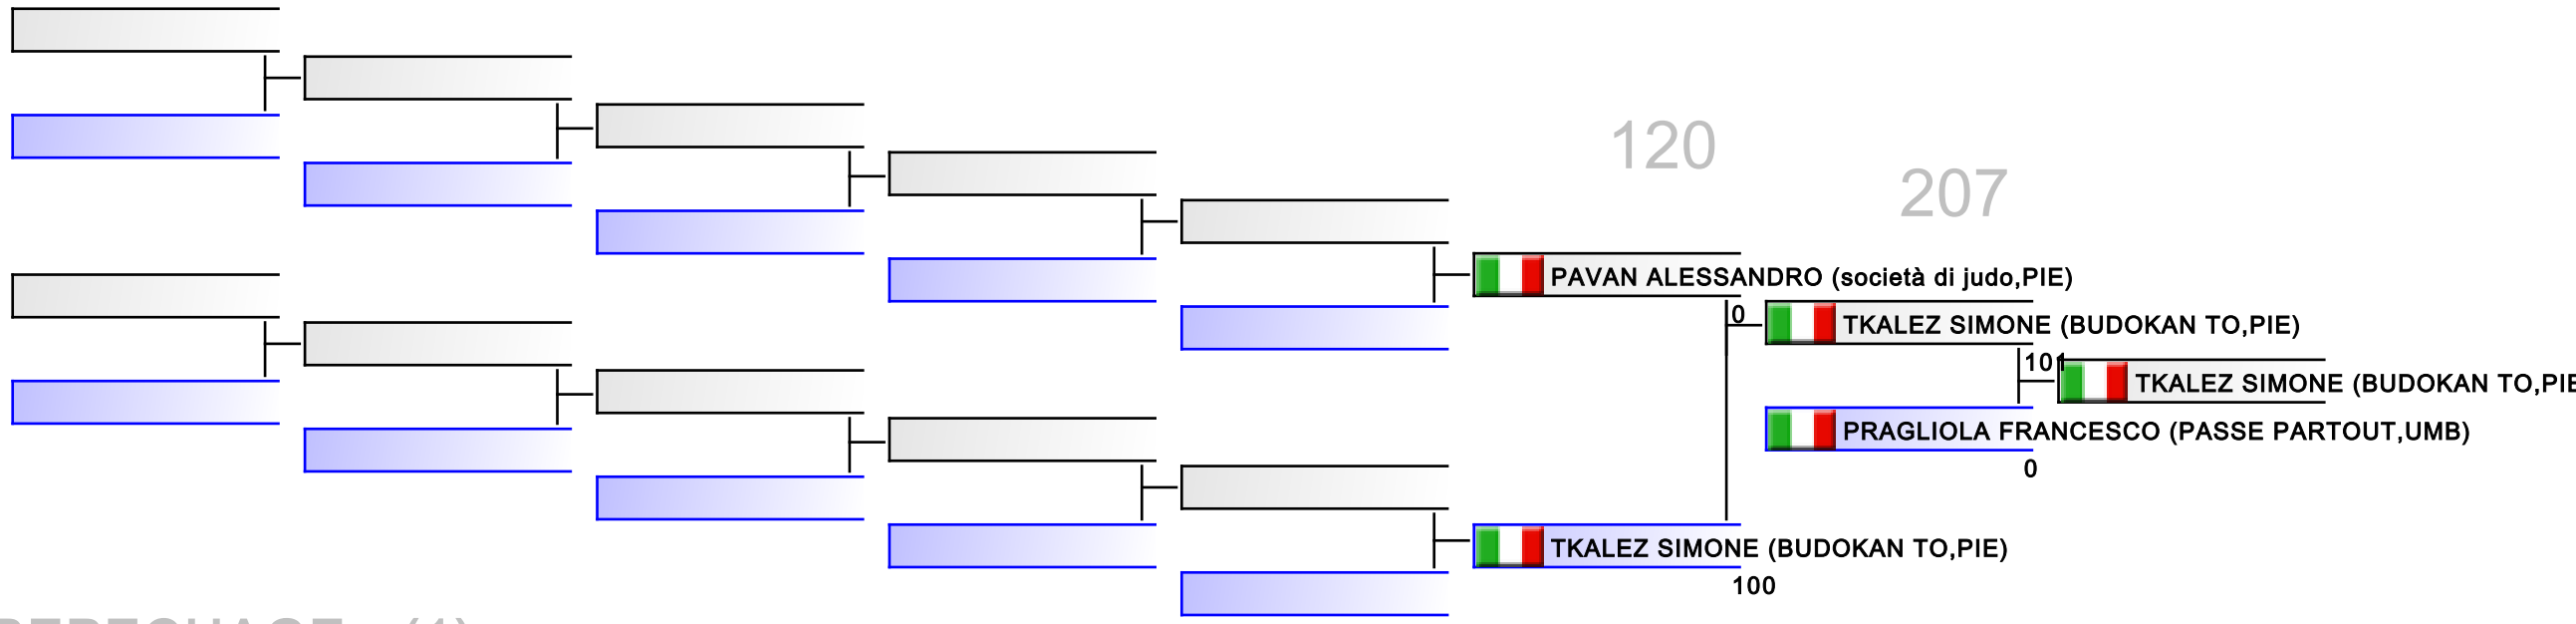 120
207
PAVAN ALESSANDRO (società di judo,PIE)
0
TKALEZ SIMONE (BUDOKAN TO,PIE)
101
TKALEZ SIMONE (BUDOKAN TO,PIE
PRAGLIOLA FRANCESCO (PASSE PARTOUT,UMB)
0
TKALEZ SIMONE (BUDOKAN TO,PIE)
100
(1)